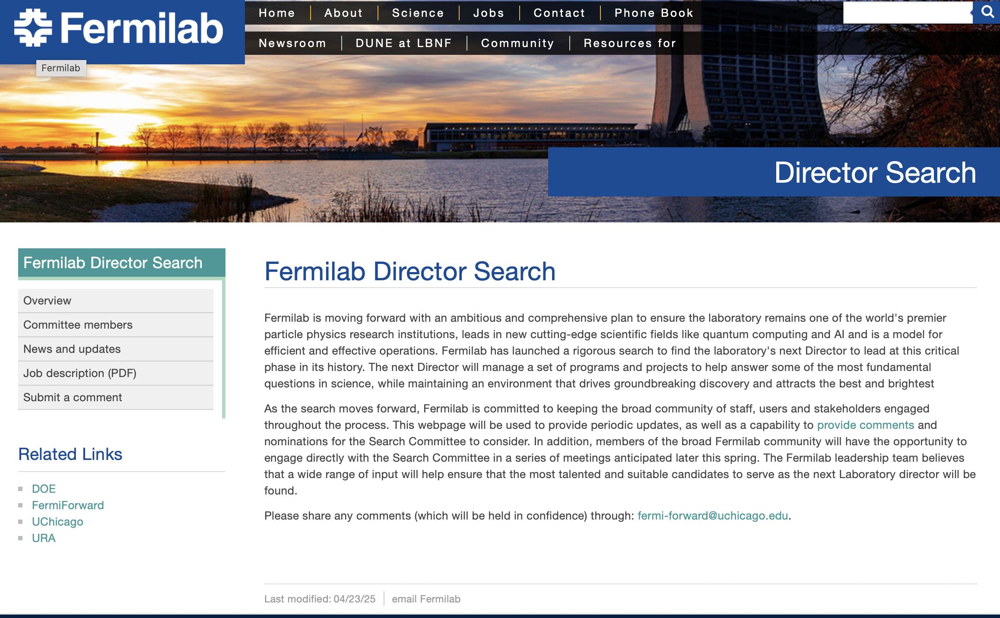 Fermilab
Home
About
Science
Jobs
Contact
Phone Book
Newsroom
DUNE at LBNF
Community
Resources for
Fermilab
Director Search
Fermilab Director Search
Overview
Committee members
News and updates
Job description (PDF)
Submit a comment
Related Links
DOE
FermiForward
UChicago
URA
Fermilab Director Search
Fermilab is moving forward with an ambitious and comprehensive plan to ensure the laboratory remains one of the world's premier
particle physics research institutions, leads in new cutting-edge scientific fields like quantum computing and AI and is a model for
efficient and effective operations. Fermilab has launched a rigorous search to find the laboratory's next Director to lead at this critical
phase in its history. The next Director will manage a set of programs and projects to help answer some of the most fundamental
questions in science, while maintaining an environment that drives groundbreaking discovery and attracts the best and brightest
As the search moves forward, Fermilab is committed to keeping the broad community of staff, users and stakeholders engaged
throughout the process. This webpage will be used to provide periodic updates, as well as a capability to provide comments and
nominations for the Search Committee to consider. In addition, members of the broad Fermilab community will have the opportunity to
engage directly with the Search Committee in a series of meetings anticipated later this spring. The Fermilab leadership team believes
that a wide range of input will help ensure that the most talented and suitable candidates to serve as the next Laboratory director will be
found.
Please share any comments (which will be held in confidence) through: fermi-forward@uchicago.edu.
Last modified: 04/23/25
email Fermilab